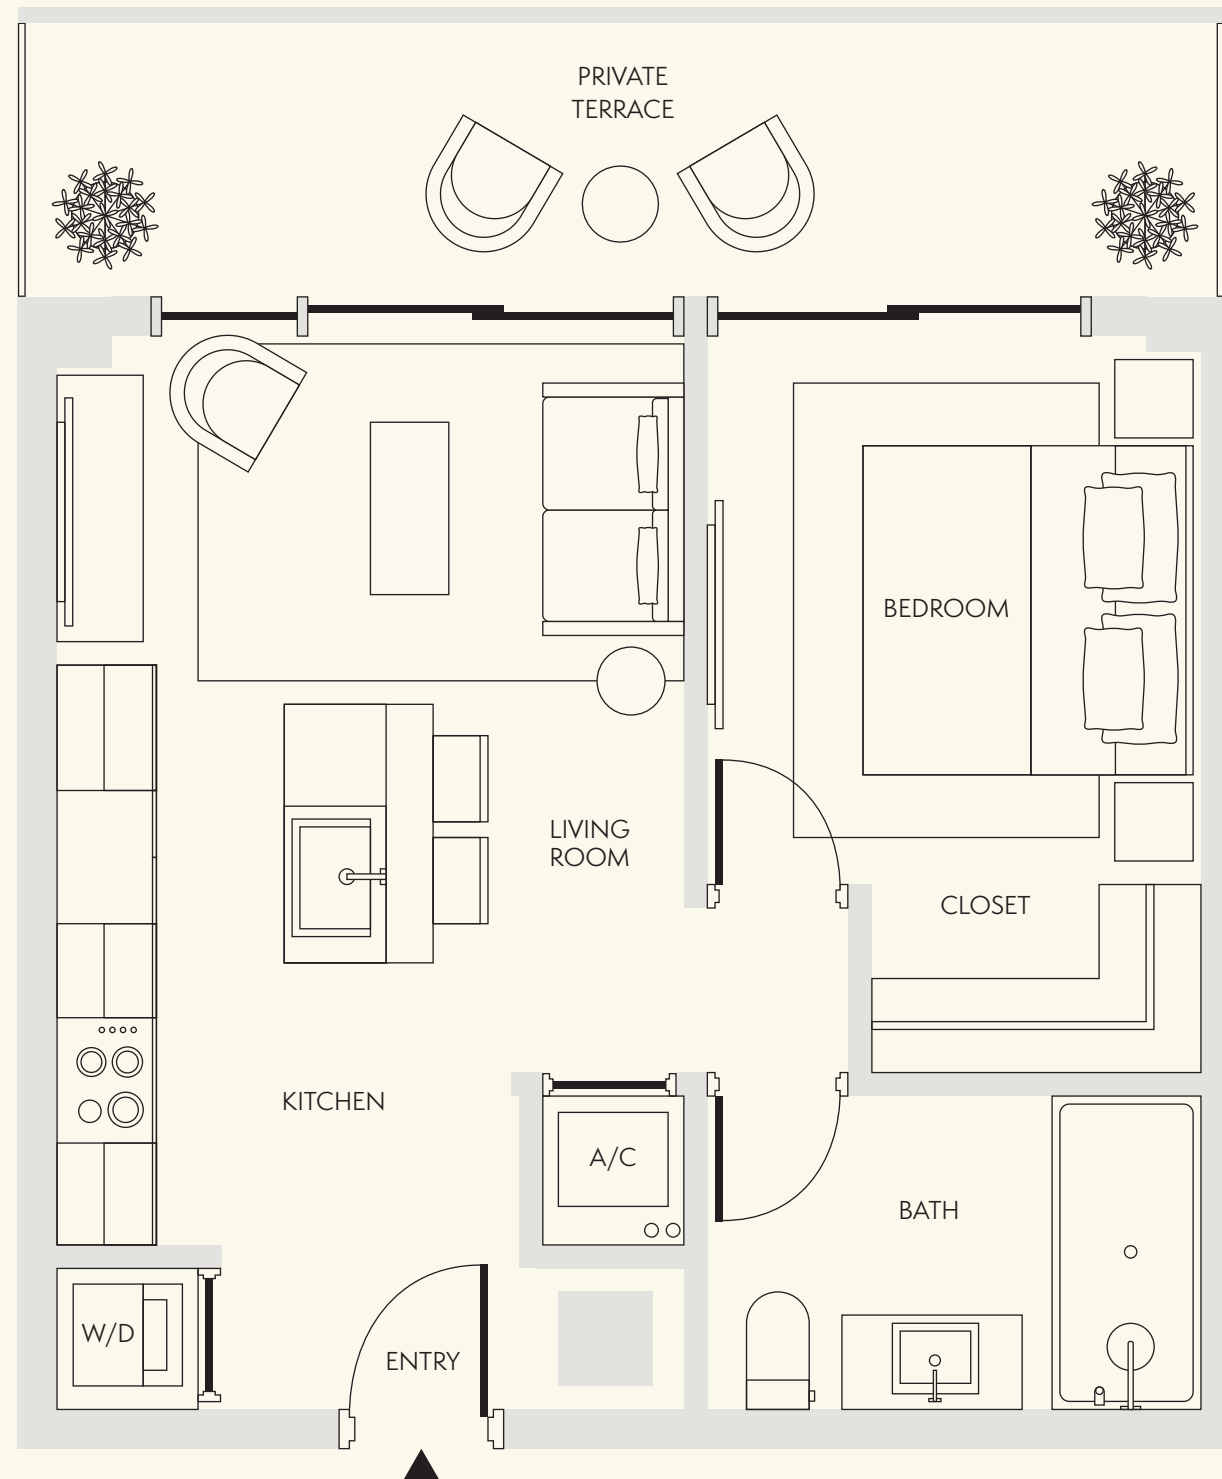 PRIVATE
TERRACE
BEDROOM
LIVING
ROOM
CLOSET
KITCHEN
A/C
BATH
W/D
ENTRY